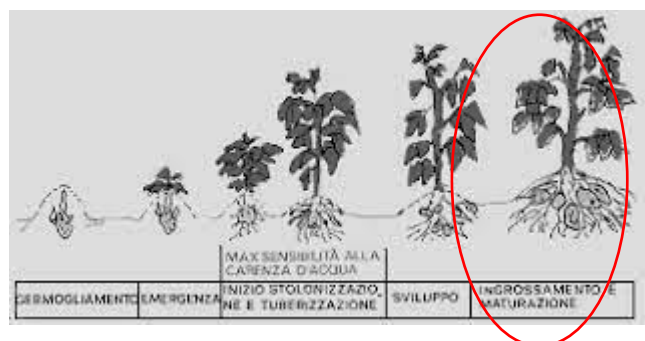 MAX SENSIBILITÀ ALLA
CARENZA D'ACQUA
GERMOGLIAMENTO
EMERGENZA
INIZIO STOLONIZZAZIO-
NE E TUBERIZZAZIONE
SVILUPPO
INGROSSAMENTO E
MATURAZIONE